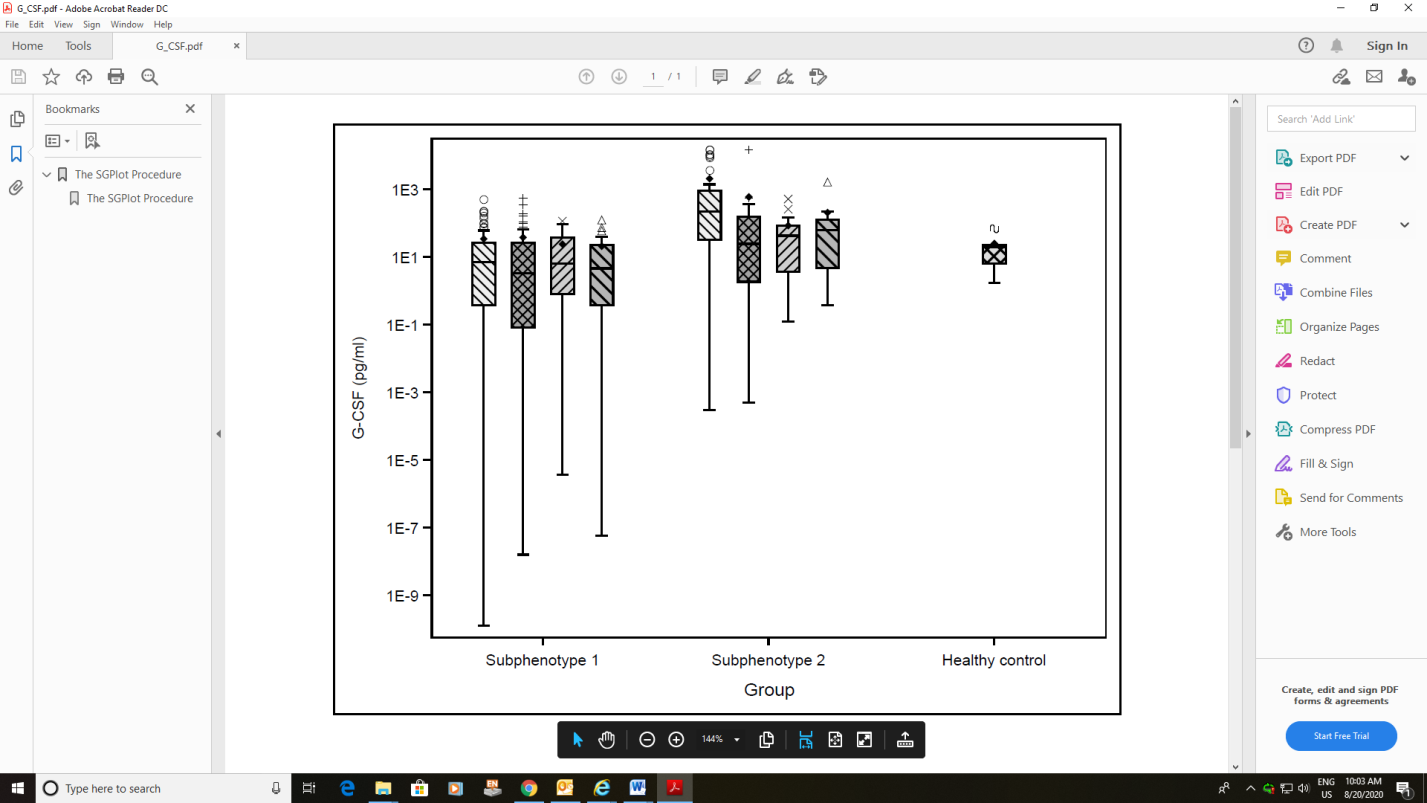 G_CSF.pdf - Adobe Acrobat Reader DC
File Edit View Sign Window Help
Home Tools G_CSF.pdf × Sign In
1 / 1
Bookmarks
The SGPlot Procedure
The SGPlot Procedure
1E3
1E1
1E-1
1E-3
1E-5
1E-7
1E-9
G-CSF (pg/ml)
Subphenotype 1 Subphenotype 2 Healthy control
Group
144%
Search 'Add Link'
Export PDF
Edit PDF
Create PDF
Comment
Combine Files
Organize Pages
Redact
Protect
Compress PDF
Fill & Sign
Send for Comments
More Tools
Create, edit and sign PDF
forms & agreements
Start Free Trial
Type here to search
EN
ENG
US
10:03 AM
8/20/2020
1